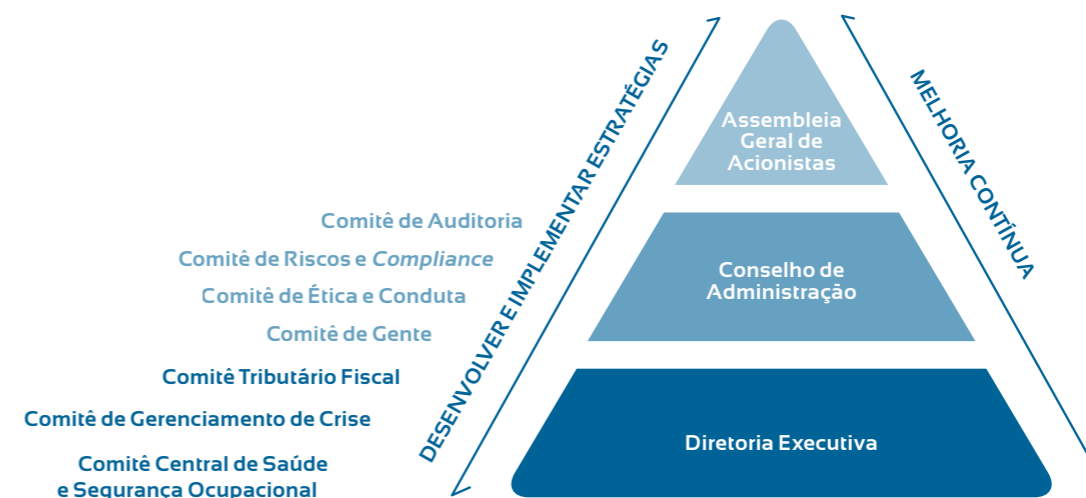 Assembleia
Geral de
Acionistas
DESENVOLVER E IMPLEMENTAR ESTRATÉGIAS
MELHORIA CONTÍNUA
Comitê de Auditoria
Comitê de Riscos e Compliance
Comitê de Ética e Conduta
Comitê de Gente
Conselho de
Administração
Comitê Tributário Fiscal
Comitê de Gerenciamento de Crise
Comitê Central de Saúde
e Segurança Ocupacional
Diretoria Executiva